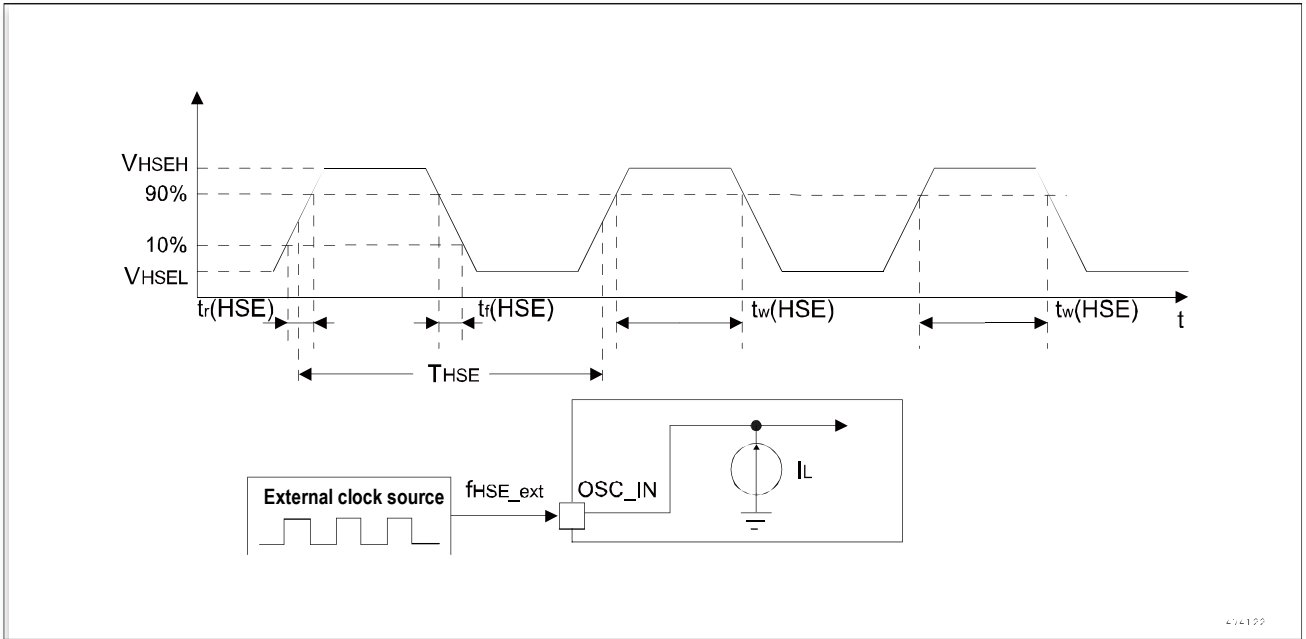 VHSEH
90%
10%
VHSEL
tr(HSE) tf(HSE) tw(HSE) tw(HSE) t
THSE
External clock source fHSE_ext OSC_IN IL